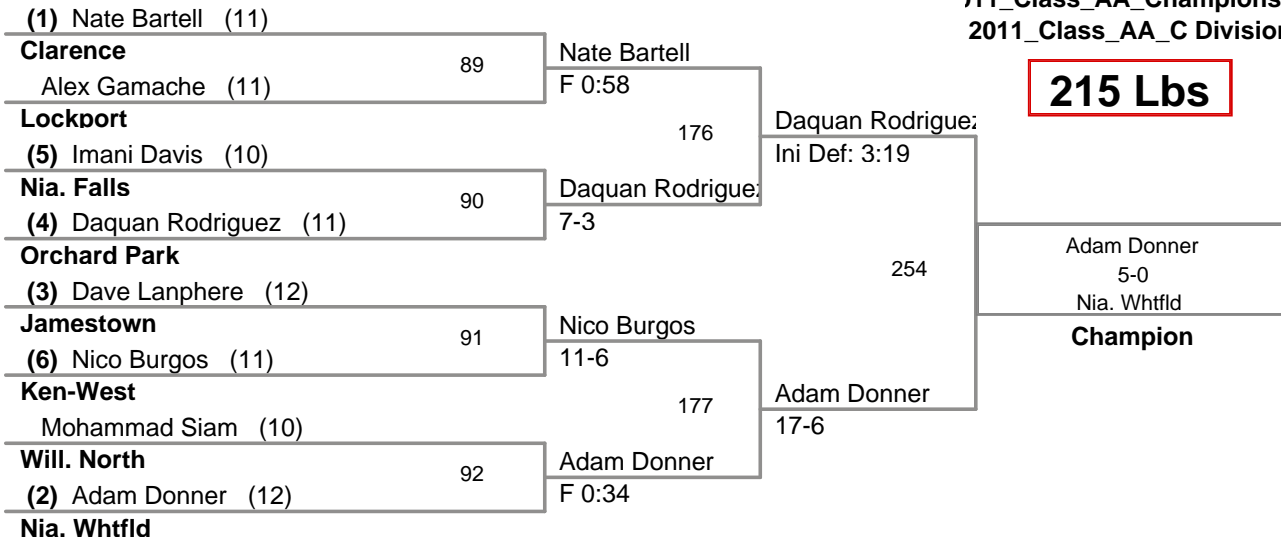 (1) Nate Bartell (11)
Clarence
Alex Gamache (11)
Lockport
(5) Imani Davis (10)
Nia. Falls
(4) Daquan Rodriguez (11)
Orchard Park
(3) Dave Lanphere (12)
Jamestown
(6) Nico Burgos (11)
Ken-West
Mohammad Siam (10)
Will. North
(2) Adam Donner (12)
Nia. Whtfld
89
90
91
92
Nate Bartell
F 0:58
Daquan Rodriguez
7-3
Nico Burgos
11-6
Adam Donner
F 0:34
176
177
Daquan Rodriguez
Ini Def: 3:19
Adam Donner
17-6
254
Adam Donner
5-0
Nia. Whtfld
Champion
011_Class_AA_Champions
2011_Class_AA_C Division
215 Lbs